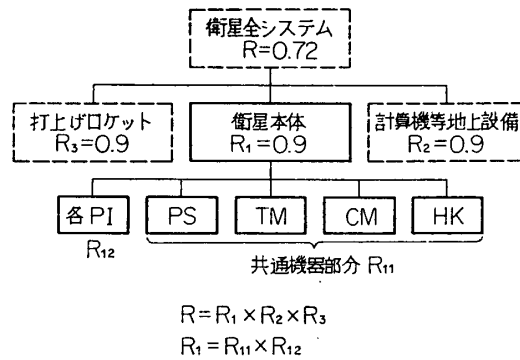 衛星全システム
R=0.72
打上げロケット
R₃=0.9
衛星本体
R₁=0.9
計算機等地上設備
R₂=0.9
各PI
PS
TM
CM
HK
R₁₂
共通機器部分 R₁₁
R=R₁×R₂×R₃
R₁=R₁₁×R₁₂